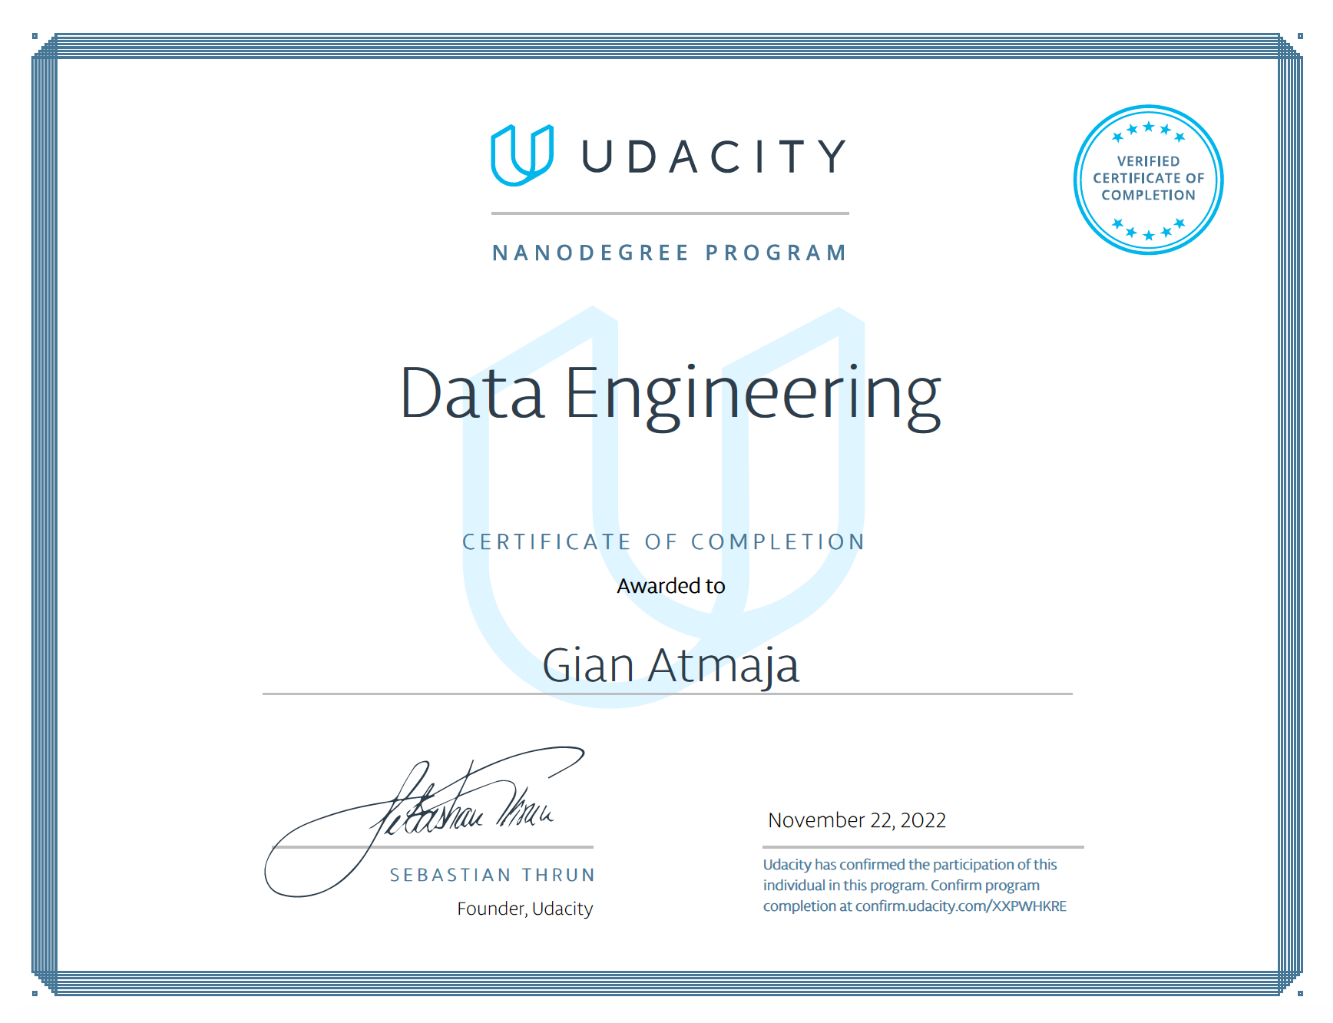 UDACITY
VERIFIED
CERTIFICATE OF
COMPLETION
NANODEGREE PROGRAM
Data Engineering
CERTIFICATE OF COMPLETION
Awarded to
Gian Atmaja
Sebastian Thrun
SEBASTIAN THRUN
Founder, Udacity
November 22, 2022
Udacity has confirmed the participation of this
individual in this program. Confirm program
completion at confirm.udacity.com/XXPWHKRE